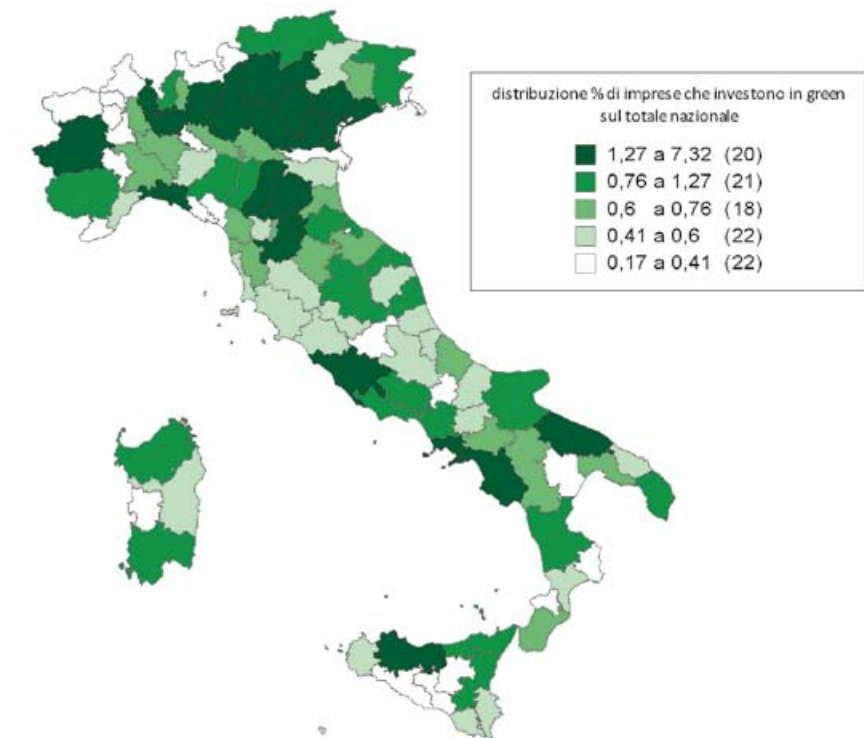 distribuzione % di imprese che investono in green
sul totale nazionale
1,27 a 7,32 (20)
0,76 a 1,27 (21)
0,6 a 0,76 (18)
0,41 a 0,6 (22)
0,17 a 0,41 (22)